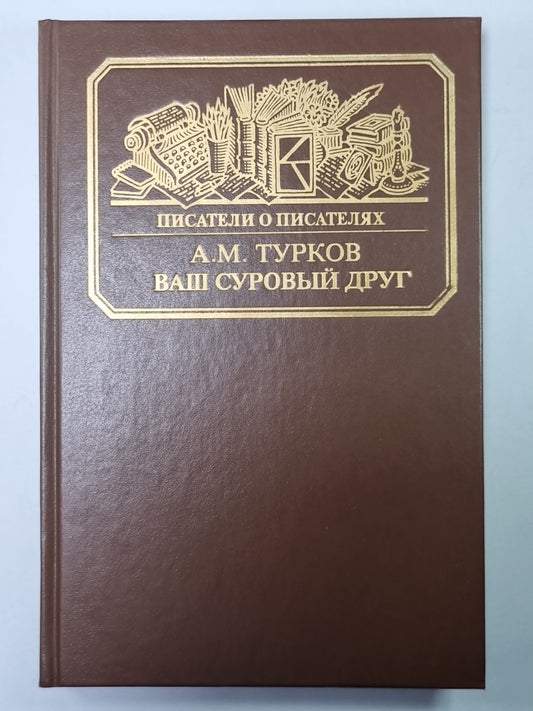 ПИСАТЕЛИ О ПИСАТЕЛЯХ
А.М. ТУРКОВ
ВАШ СУРОВЫЙ ДРУГ